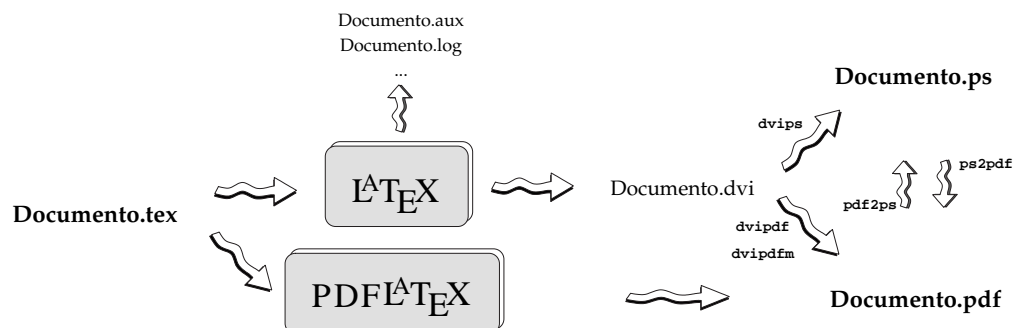 Documento.aux
Documento.log
...
Documento.ps
dvips
LATEX
Documento.dvi
ps2pdf
pdf2ps
Documento.tex
dvipdf
dvipdfm
PDFLATEX
Documento.pdf